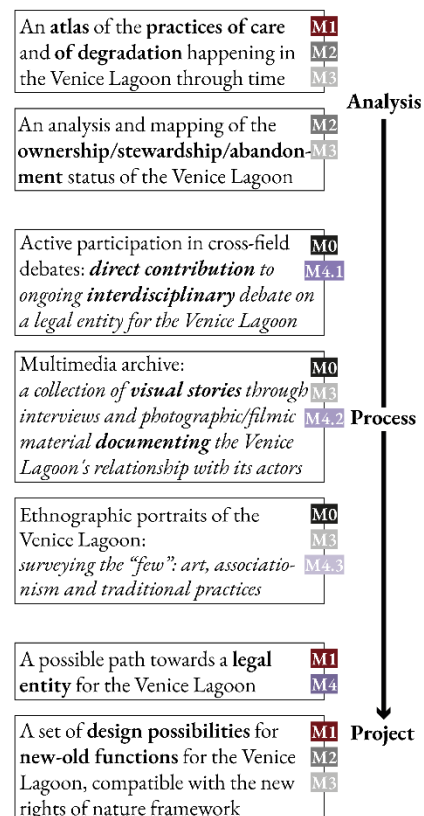 An atlas of the practices of care M1
and of degradation happening in M2
the Venice Lagoon through time M3
Analysis
An analysis and mapping of the M2
ownership/stewardship/abandon- M3
ment status of the Venice Lagoon
Active participation in cross-field M0
debates: direct contribution to M4.1
ongoing interdisciplinary debate on
a legal entity for the Venice Lagoon
Multimedia archive: M0
a collection of visual stories through M3
interviews and photographic/filmic M4.2 Process
material documenting the Venice
Lagoon's relationship with its actors
Ethnographic portraits of the M0
Venice Lagoon: M3
surveying the “few”: art, associatio- M4.3
nism and traditional practices
A possible path towards a legal M1
entity for the Venice Lagoon M4
A set of design possibilities for M1 Project
new-old functions for the Venice M2
Lagoon, compatible with the new M3
rights of nature framework